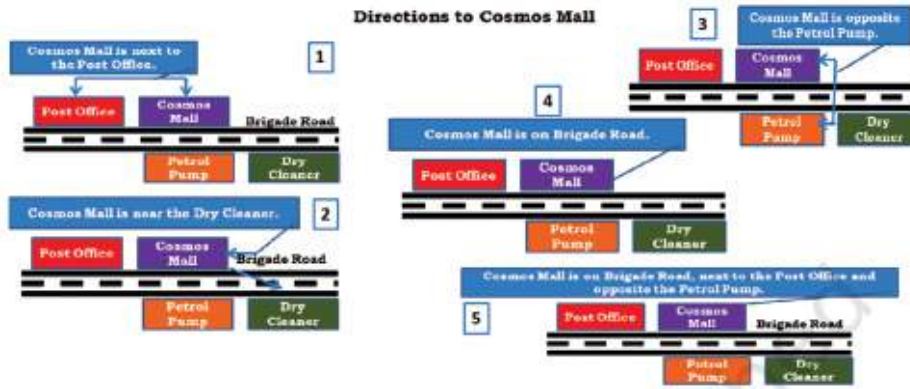 Directions to Cosmos Mall
1
Cosmos Mall is next to
the Post Office.
Post Office
Cosmos
Mall
Brigade Road
Petrol
Pump
Dry
Cleaner
2
Cosmos Mall is near the Dry Cleaner.
Post Office
Cosmos
Mall
Brigade Road
Petrol
Pump
Dry
Cleaner
3
Cosmos Mall is opposite
the Petrol Pump.
Post Office
Cosmos
Mall
Petrol
Pump
Dry
Cleaner
4
Cosmos Mall is on Brigade Road.
Post Office
Cosmos
Mall
Petrol
Pump
Dry
Cleaner
5
Cosmos Mall is on Brigade Road, next to the Post Office and
opposite the Petrol Pump.
Post Office
Cosmos
Mall
Brigade Road
Petrol
Pump
Dry
Cleaner